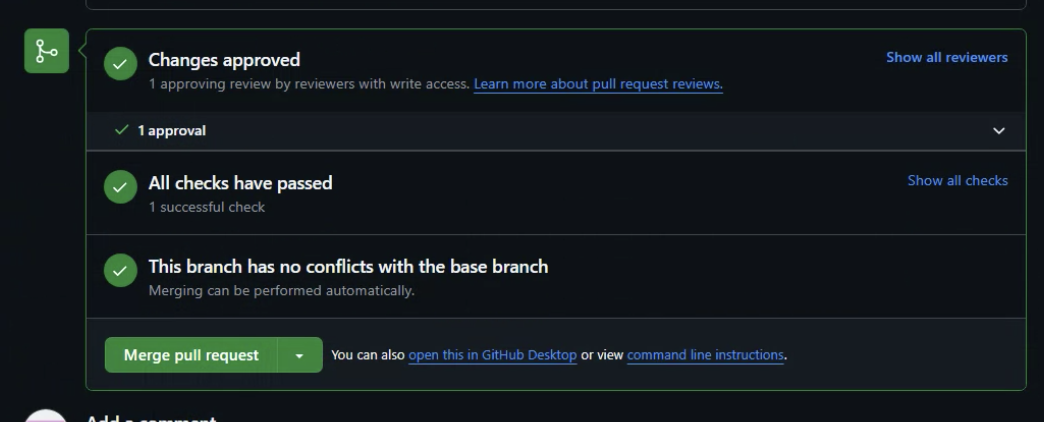 Changes approved
Show all reviewers
1 approving review by reviewers with write access. Learn more about pull request reviews.
1 approval
All checks have passed
Show all checks
1 successful check
This branch has no conflicts with the base branch
Merging can be performed automatically.
Merge pull request
You can also open this in GitHub Desktop or view command line instructions.
Add a comment